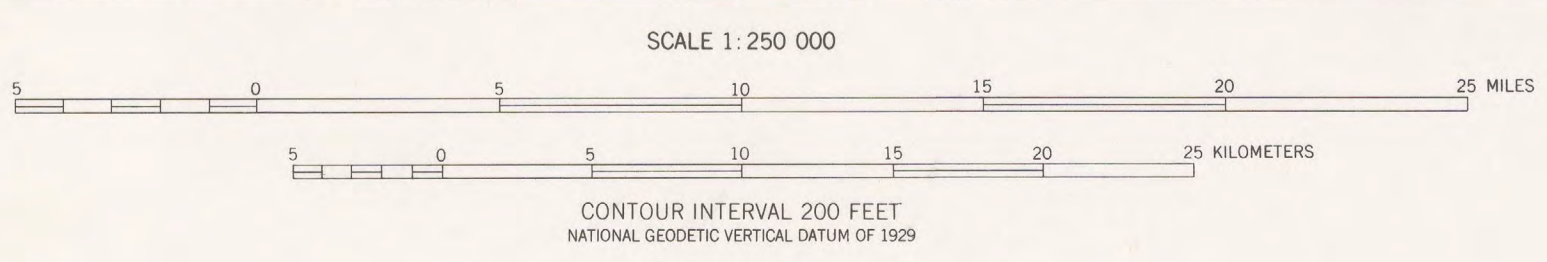 SCALE 1:250 000
5 0 5 10 15 20 25 MILES
5 0 5 10 15 20 25 KILOMETERS
CONTOUR INTERVAL 200 FEET
NATIONAL GEODETIC VERTICAL DATUM OF 1929